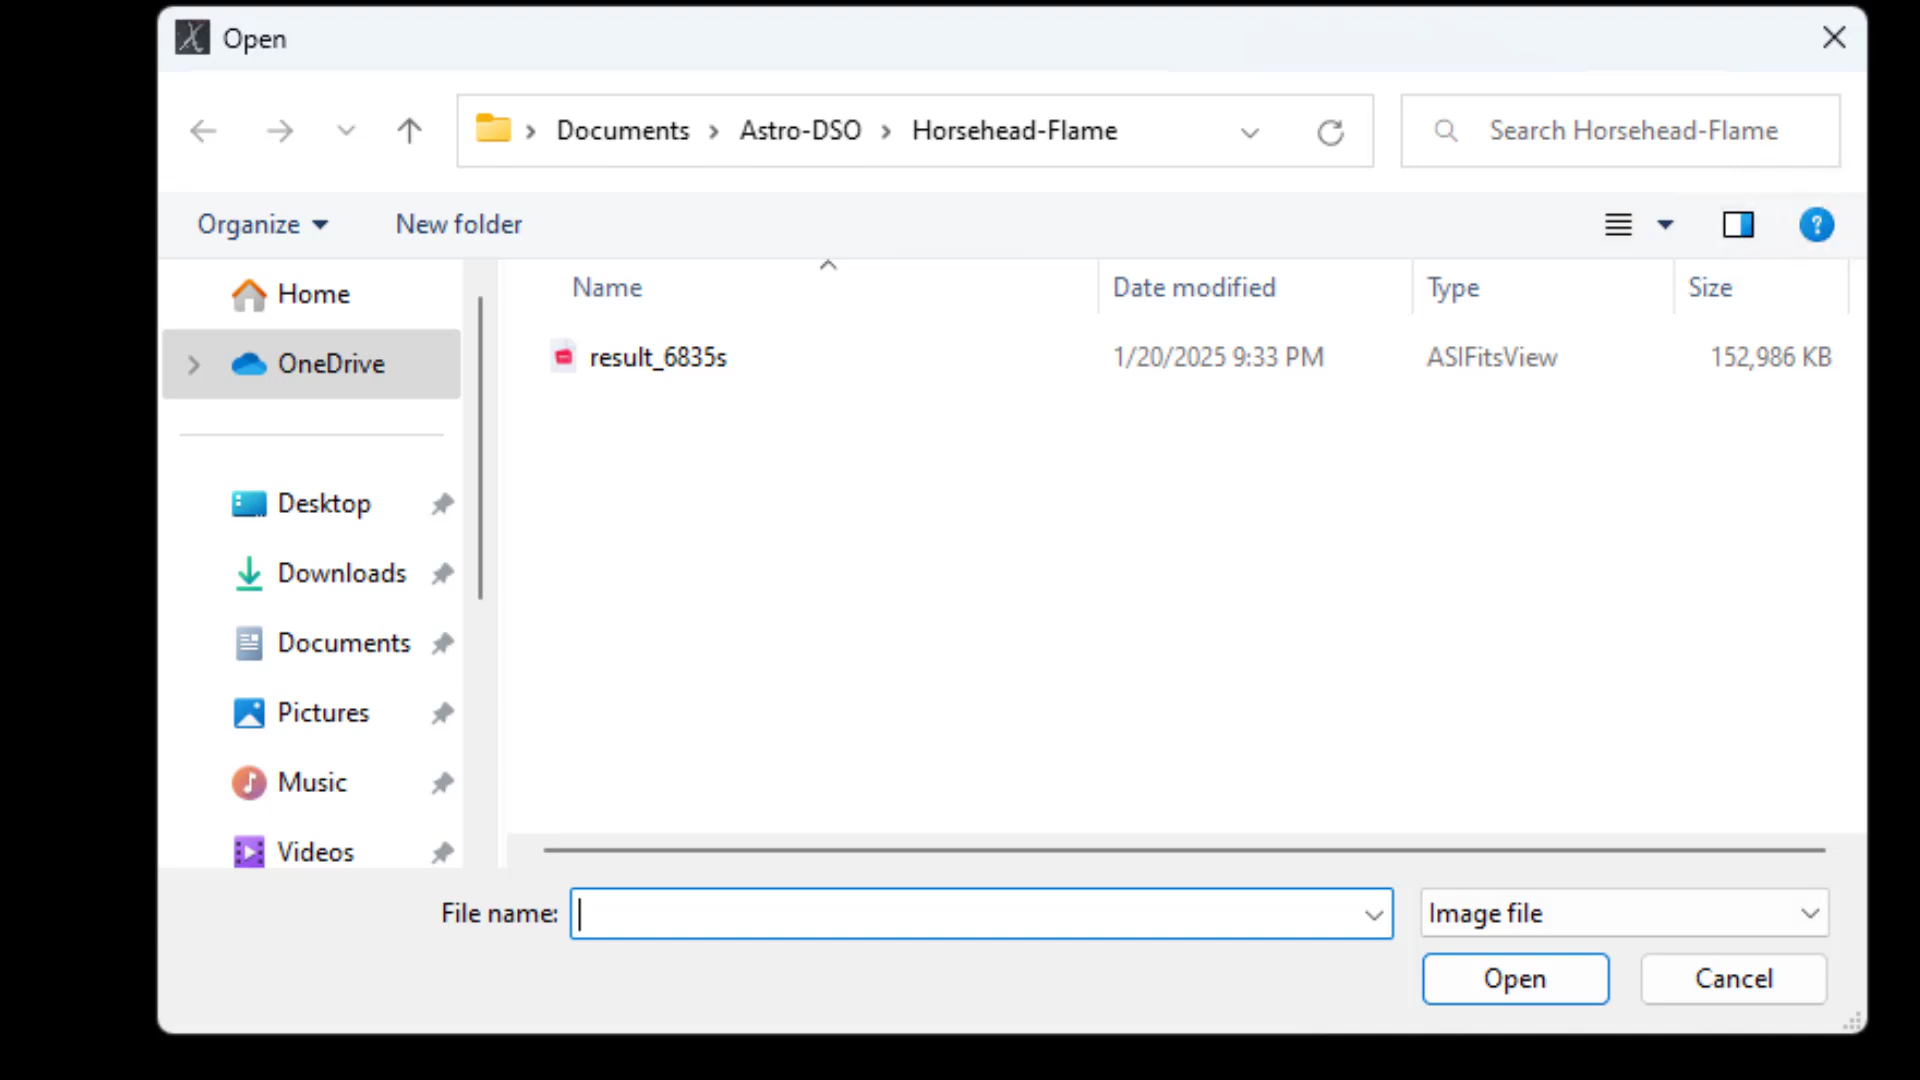 Open
Documents > Astro-DSO > Horsehead-Flame
Search Horsehead-Flame
Organize
New folder
Name
Date modified
Type
Size
result_6835s
1/20/2025 9:33 PM
ASIFitsView
152,986 KB
Home
OneDrive
Desktop
Downloads
Documents
Pictures
Music
Videos
File name:
Image file
Open
Cancel